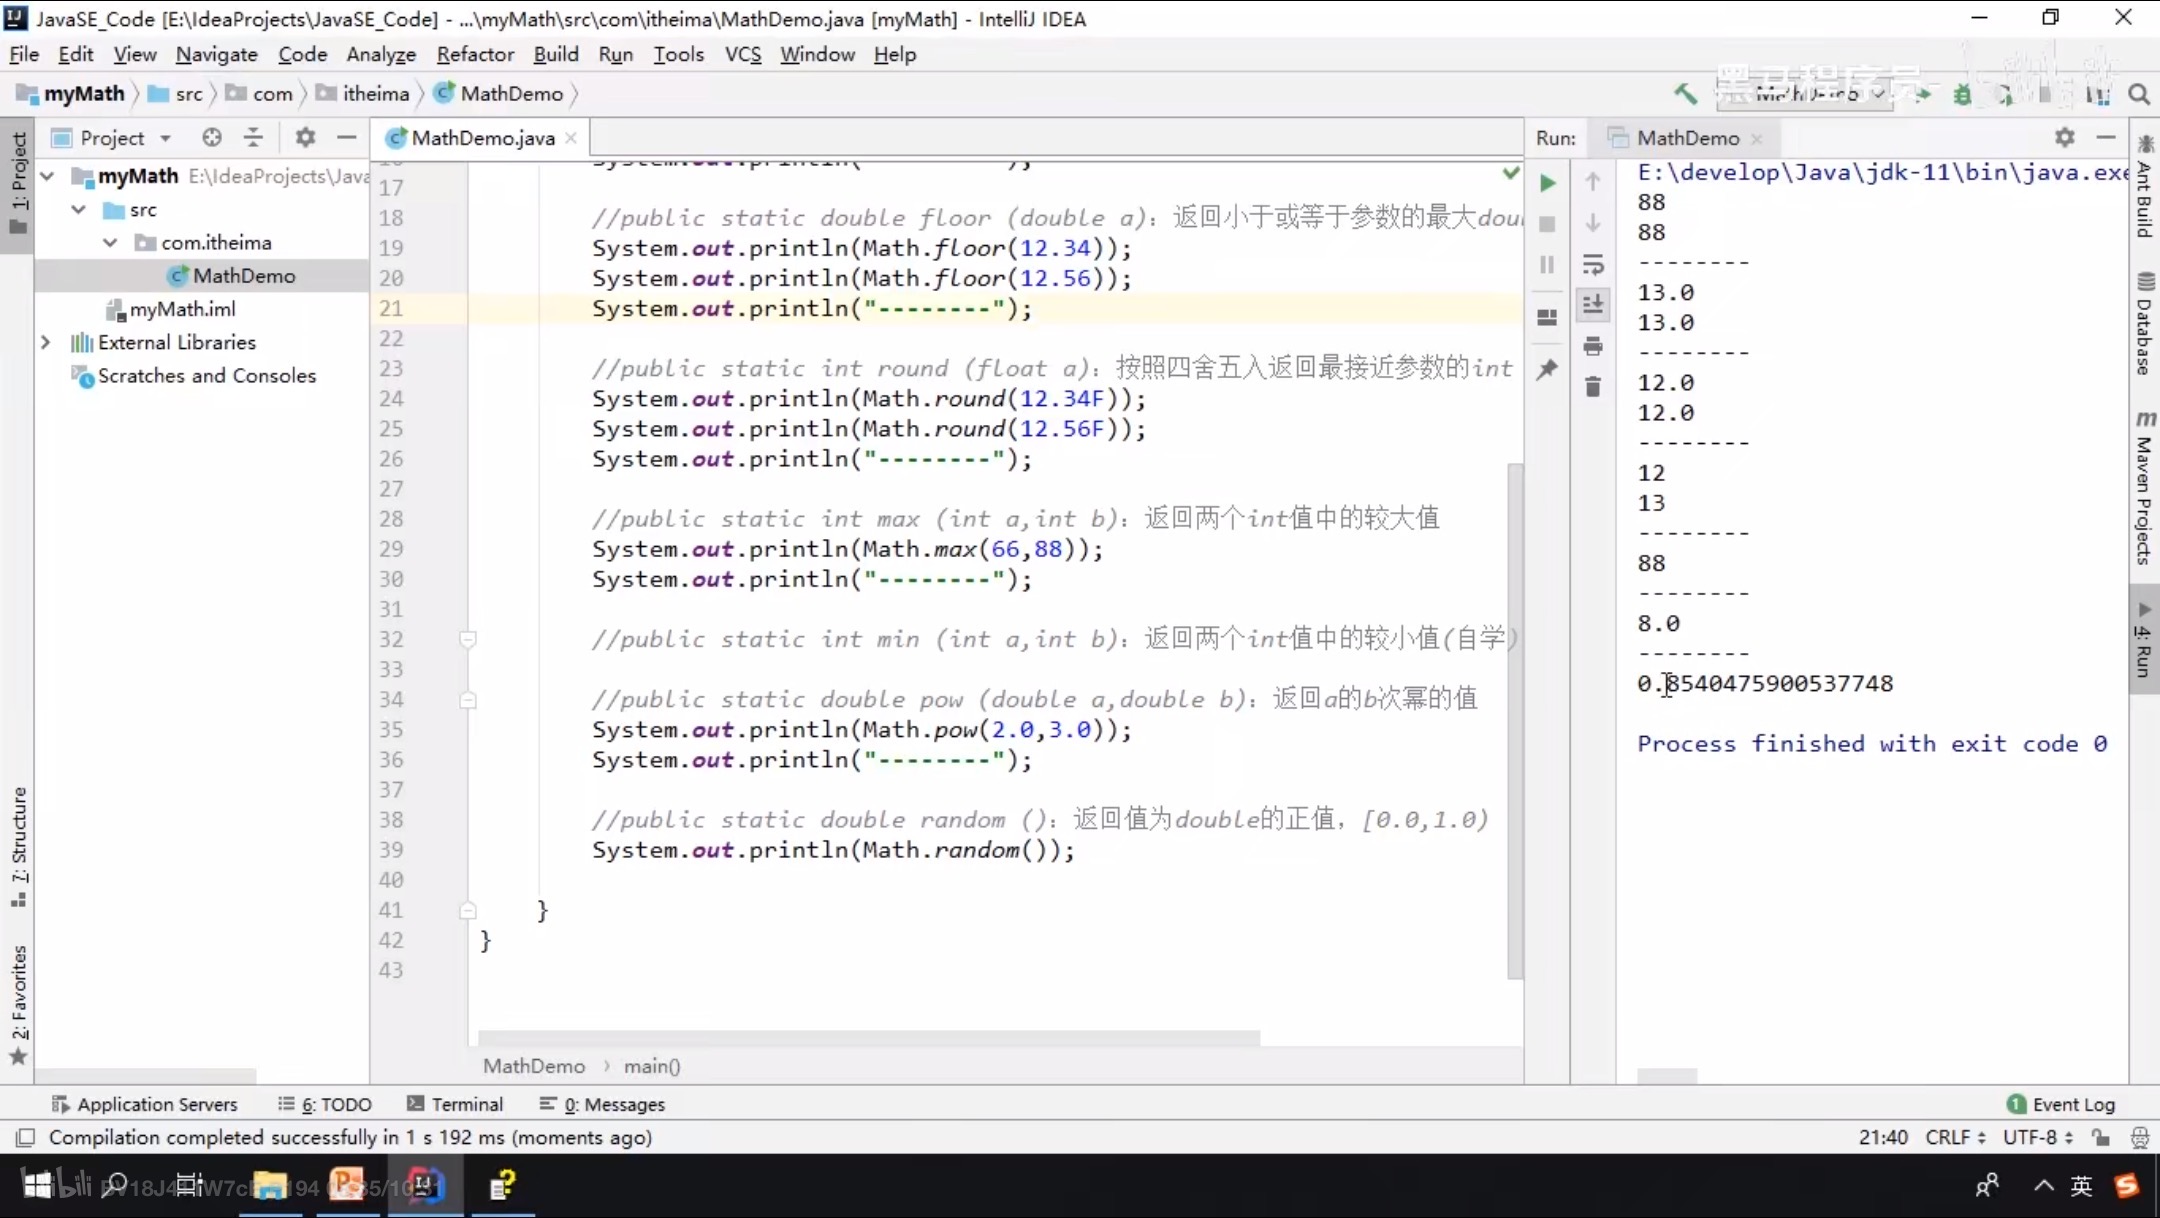 JavaSE_Code [E:\IdeaProjects\JavaSE_Code] - ...\myMath\src\com\itheima\MathDemo.java [myMath] - IntelliJ IDEA
File Edit View Navigate Code Analyze Refactor Build Run Tools VCS Window Help
myMath src com itheima MathDemo
黑马程序员
MathDemo
1: Project
Project
myMath E:\IdeaProjects\Java
src
com.itheima
MathDemo
myMath.iml
External Libraries
Scratches and Consoles
7: Structure
2: Favorites
MathDemo.java
17
18 //public static double floor (double a): 返回小于或等于参数的最大dou
19 System.out.println(Math.floor(12.34));
20 System.out.println(Math.floor(12.56));
21 System.out.println("--------");
22
23 //public static int round (float a): 按照四舍五入返回最接近参数的int
24 System.out.println(Math.round(12.34F));
25 System.out.println(Math.round(12.56F));
26 System.out.println("--------");
27
28 //public static int max (int a,int b): 返回两个int值中的较大值
29 System.out.println(Math.max(66,88));
30 System.out.println("--------");
31
32 //public static int min (int a,int b): 返回两个int值中的较小值(自学)
33
34 //public static double pow (double a,double b): 返回a的b次幂的值
35 System.out.println(Math.pow(2.0,3.0));
36 System.out.println("--------");
37
38 //public static double random (): 返回值为double的正值，[0.0,1.0)
39 System.out.println(Math.random());
40
41 }
42 }
43
MathDemo main()
Run: MathDemo
E:\develop\Java\jdk-11\bin\java.exe
88
88
--------
13.0
13.0
--------
12.0
12.0
--------
12
13
--------
88
--------
8.0
--------
0.8540475900537748
Process finished with exit code 0
Ant Build
Database
Maven Projects
4: Run
Application Servers 6: TODO Terminal 0: Messages
1 Event Log
Compilation completed successfully in 1 s 192 ms (moments ago)
21:40 CRLF UTF-8
bilibili
英